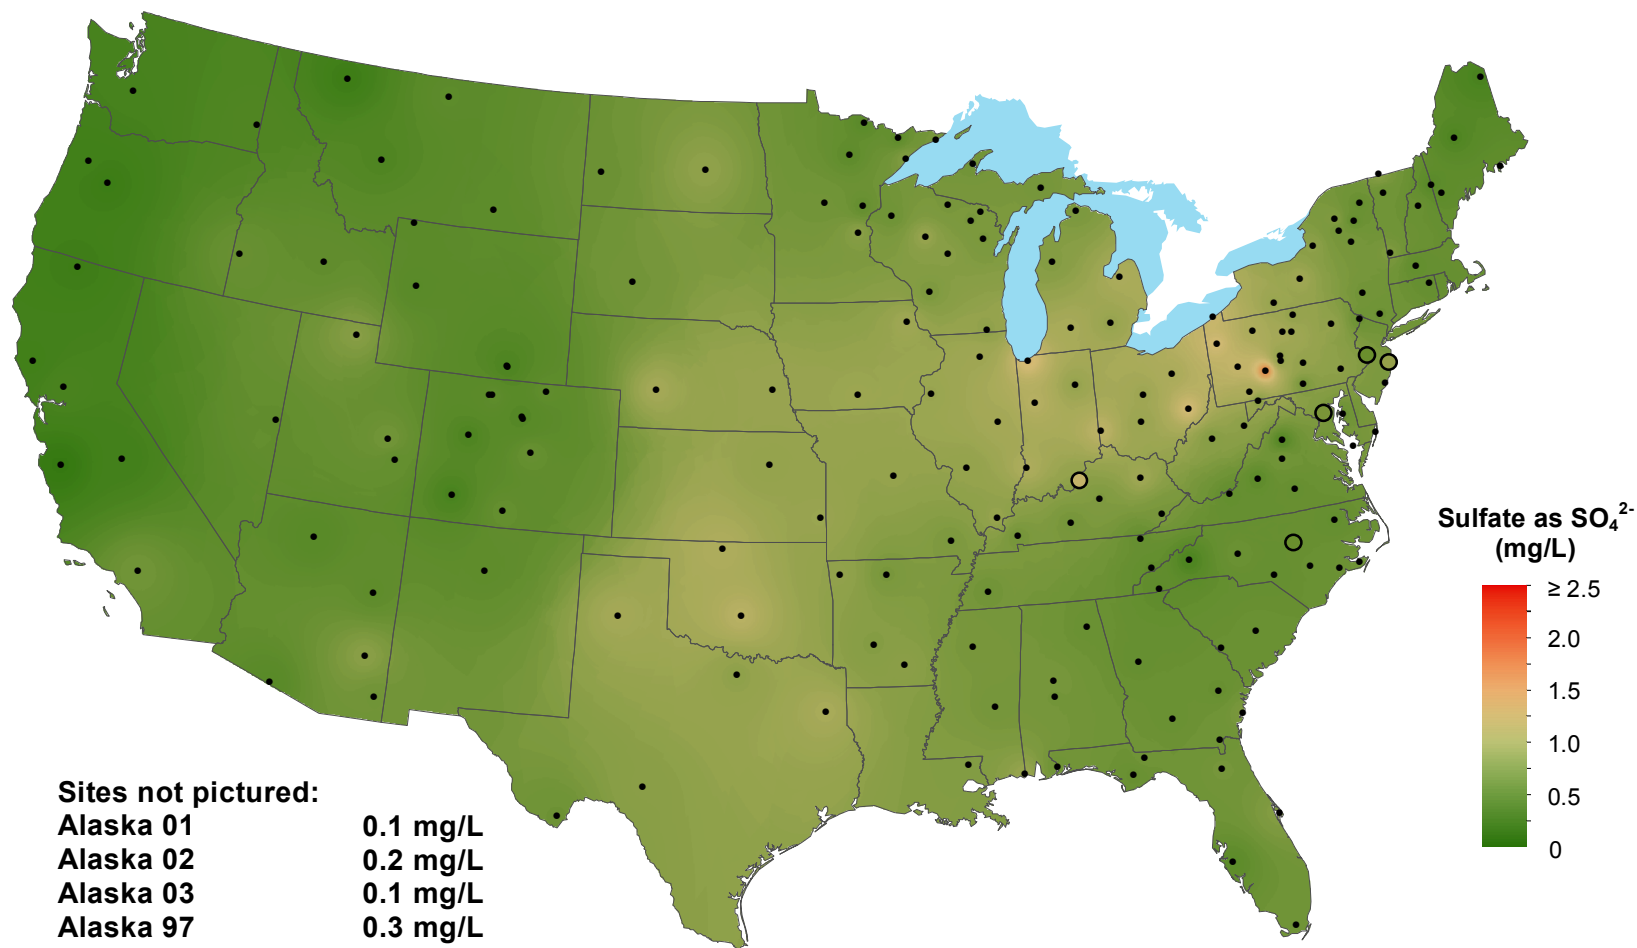 Sulfate as SO₄²⁻
(mg/L)
≥ 2.5
2.0
1.5
1.0
0.5
0
Sites not pictured:
Alaska 01 0.1 mg/L
Alaska 02 0.2 mg/L
Alaska 03 0.1 mg/L
Alaska 97 0.3 mg/L